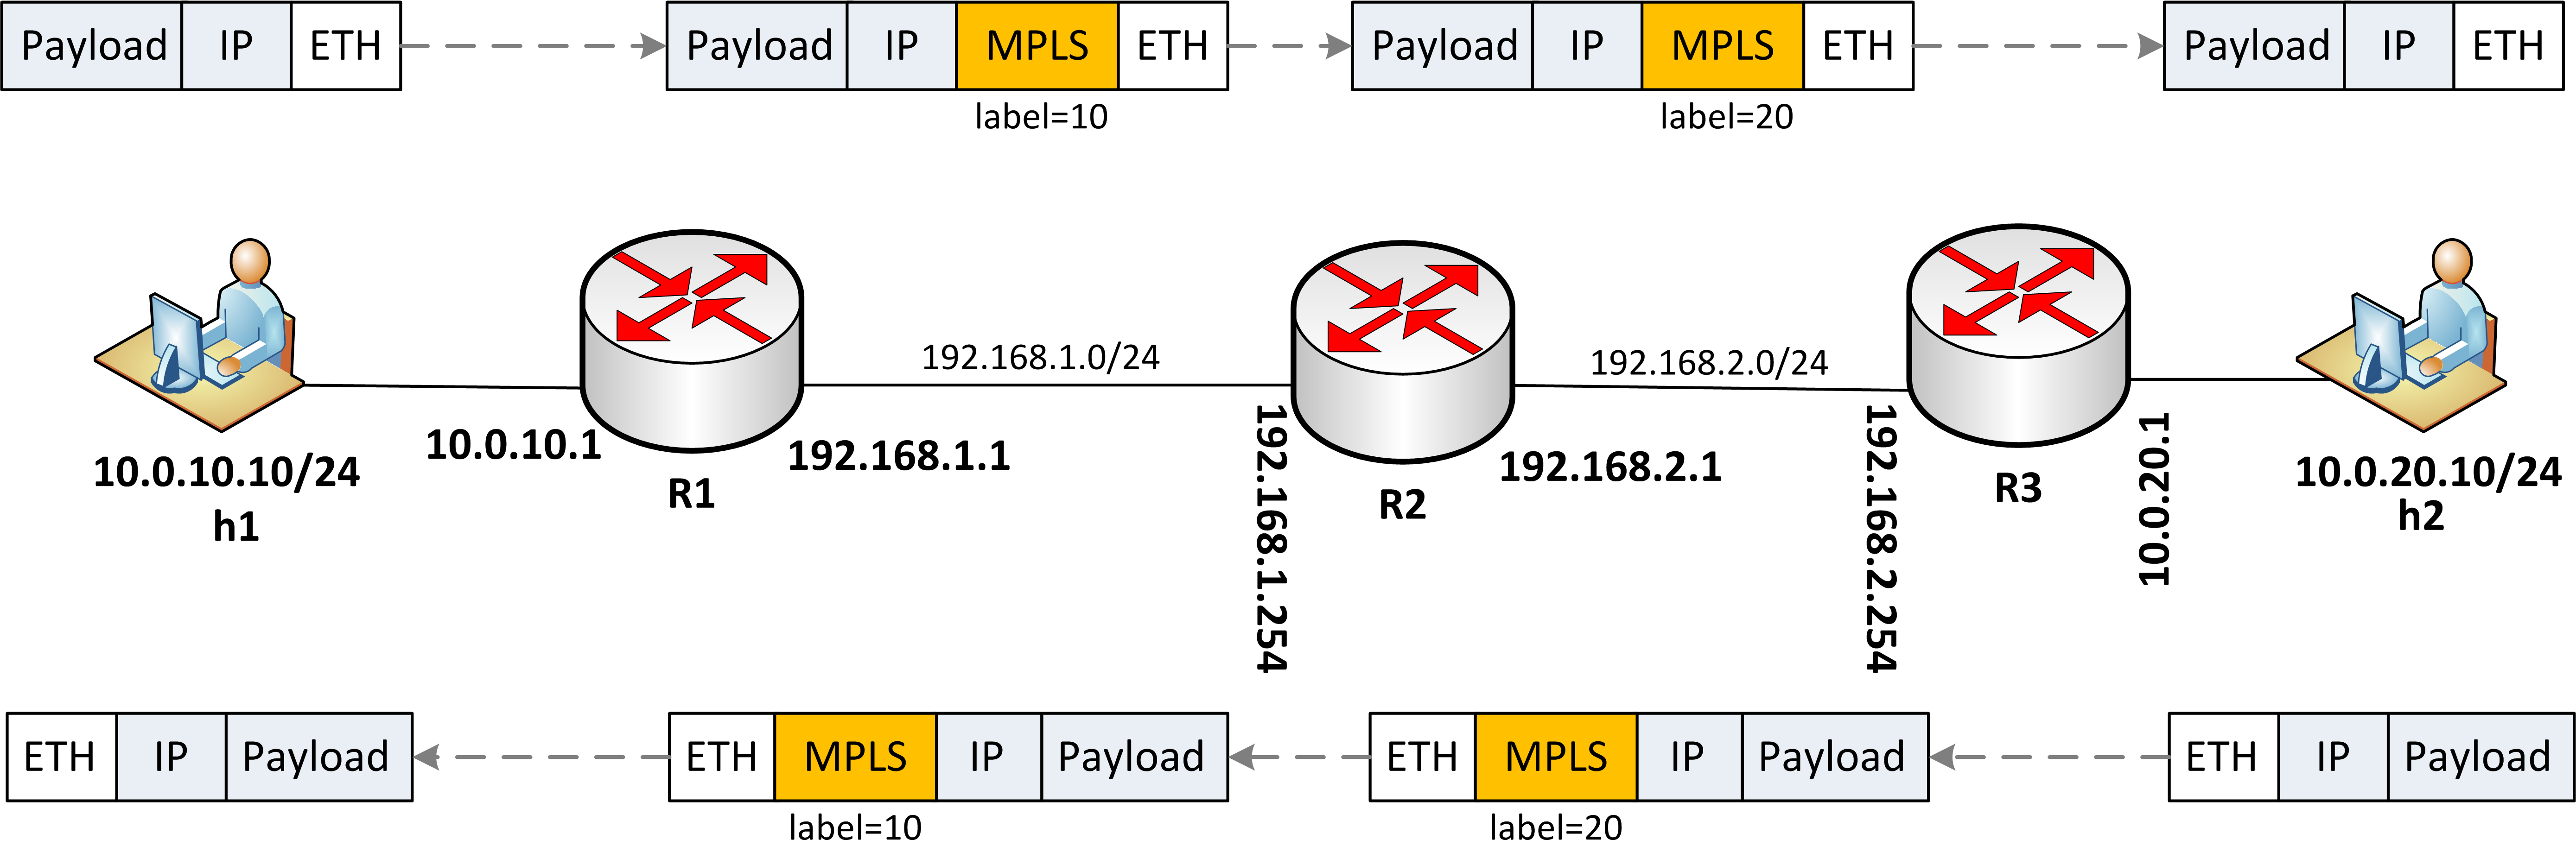 Payload IP ETH
Payload IP MPLS ETH
Payload IP MPLS ETH
Payload IP ETH
label=10
label=20
192.168.1.0/24
192.168.2.0/24
10.0.10.10/24
h1
10.0.10.1
R1
192.168.1.1
192.168.1.254
R2
192.168.2.1
192.168.2.254
R3
10.0.20.1
10.0.20.10/24
h2
ETH IP Payload
ETH MPLS IP Payload
ETH MPLS IP Payload
ETH IP Payload
label=10
label=20